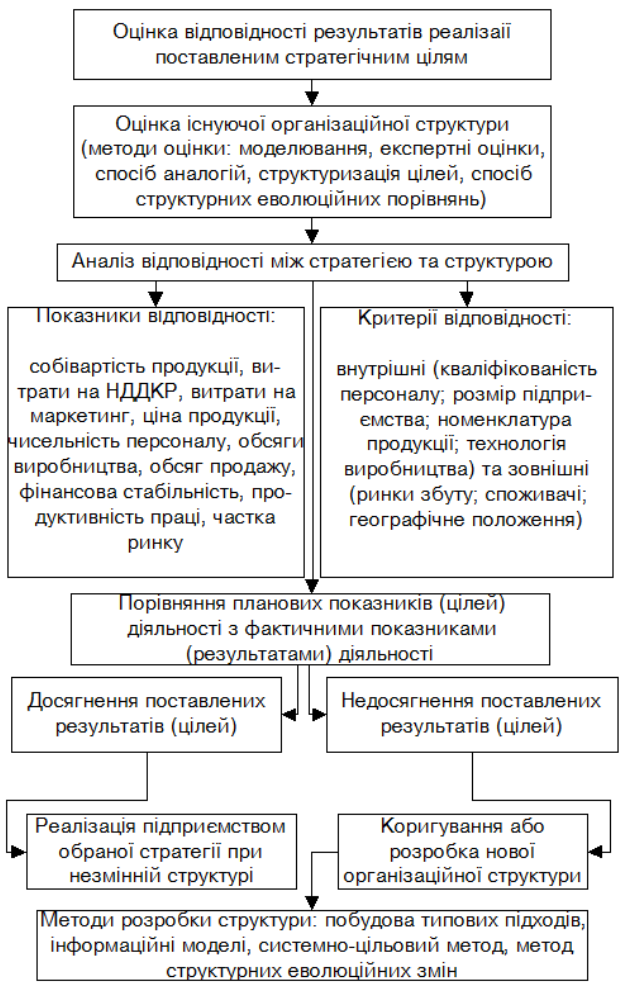 Оцінка відповідності результатів реалізаії
поставленим стратегічним цілям
Оцінка існуючої організаційної структури
(методи оцінки: моделювання, експертні оцінки,
спосіб аналогій, структуризація цілей, спосіб
структурних еволюційних порівнянь)
Аналіз відповідності між стратегією та структурою
Показники відповідності:
собівартість продукції, ви-
трати на НДДКР, витрати на
маркетинг, ціна продукції,
чисельність персоналу, обсяги
виробництва, обсяг продажу,
фінансова стабільність, про-
дуктивність праці, частка
ринку
Критерії відповідності:
внутрішні (кваліфікованість
персоналу; розмір підпри-
ємства; номенклатура
продукції; технологія
виробництва) та зовнішні
(ринки збуту; споживачі;
географічне положення)
Порівняння планових показників (цілей)
діяльності з фактичними показниками
(результатами) діяльності
Досягнення поставлених
результатів (цілей)
Недосягнення поставлених
результатів (цілей)
Реалізація підприємством
обраної стратегії при
незмінній структурі
Коригування або
розробка нової
організаційної структури
Методи розробки структури: побудова типових підходів,
інформаційні моделі, системно-цільовий метод, метод
структурних еволюційних змін